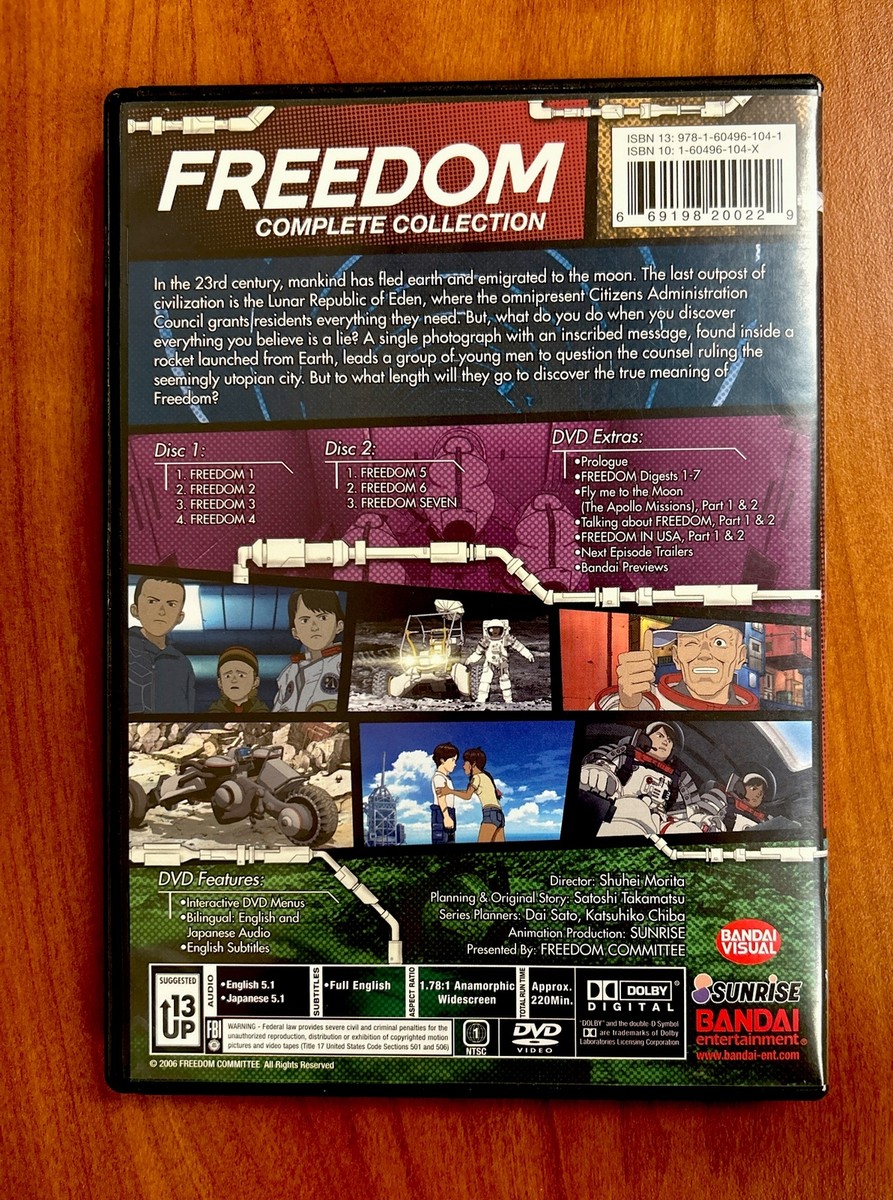 FREEDOM
COMPLETE COLLECTION
ISBN 13: 978-1-60496-104-1
ISBN 10: 1-60496-104-X
6 69198 20022 9
In the 23rd century, mankind has fled earth and emigrated to the moon. The last outpost of
civilization is the Lunar Republic of Eden, where the omnipresent Citizens Administration
Council grants residents everything they need. But, what do you do when you discover
everything you believe is a lie? A single photograph with an inscribed message, found inside a
rocket launched from Earth, leads a group of young men to question the counsel ruling the
seemingly utopian city. But to what length will they go to discover the true meaning of
Freedom?
Disc 1:
1. FREEDOM 1
2. FREEDOM 2
3. FREEDOM 3
4. FREEDOM 4
Disc 2:
1. FREEDOM 5
2. FREEDOM 6
3. FREEDOM SEVEN
DVD Extras:
•Prologue
•FREEDOM Digests 1-7
•Fly me to the Moon
(The Apollo Missions), Part 1 & 2
•Talking about FREEDOM, Part 1 & 2
•FREEDOM IN USA, Part 1 & 2
•Next Episode Trailers
•Bandai Previews
DVD Features:
•Interactive DVD Menus
•Bilingual: English and
Japanese Audio
•English Subtitles
Director: Shuhei Morita
Planning & Original Story: Satoshi Takamatsu
Series Planners: Dai Sato, Katsuhiko Chiba
Animation Production: SUNRISE
Presented By: FREEDOM COMMITTEE
BANDAI
VISUAL
SUGGESTED
13
UP
AUDIO
•English 5.1
•Japanese 5.1
SUBTITLES
•Full English
ASPECT RATIO
1.78:1 Anamorphic
Widescreen
TOTAL RUN TIME
Approx.
220Min.
DOLBY
DIGITAL
"DOLBY" and the double-D Symbol
are trademarks of Dolby
Laboratories Licensing Corporation
FBI
WARNING - Federal law provides severe civil and criminal penalties for the
unauthorized reproduction, distribution or exhibition of copyrighted motion
pictures and video tapes (Title 17 United States Code Sections 501 and 506)
1
NTSC
DVD
VIDEO
SUNRISE
BANDAI
entertainment®
www.bandai-ent.com
© 2006 FREEDOM COMMITTEE All Rights Reserved